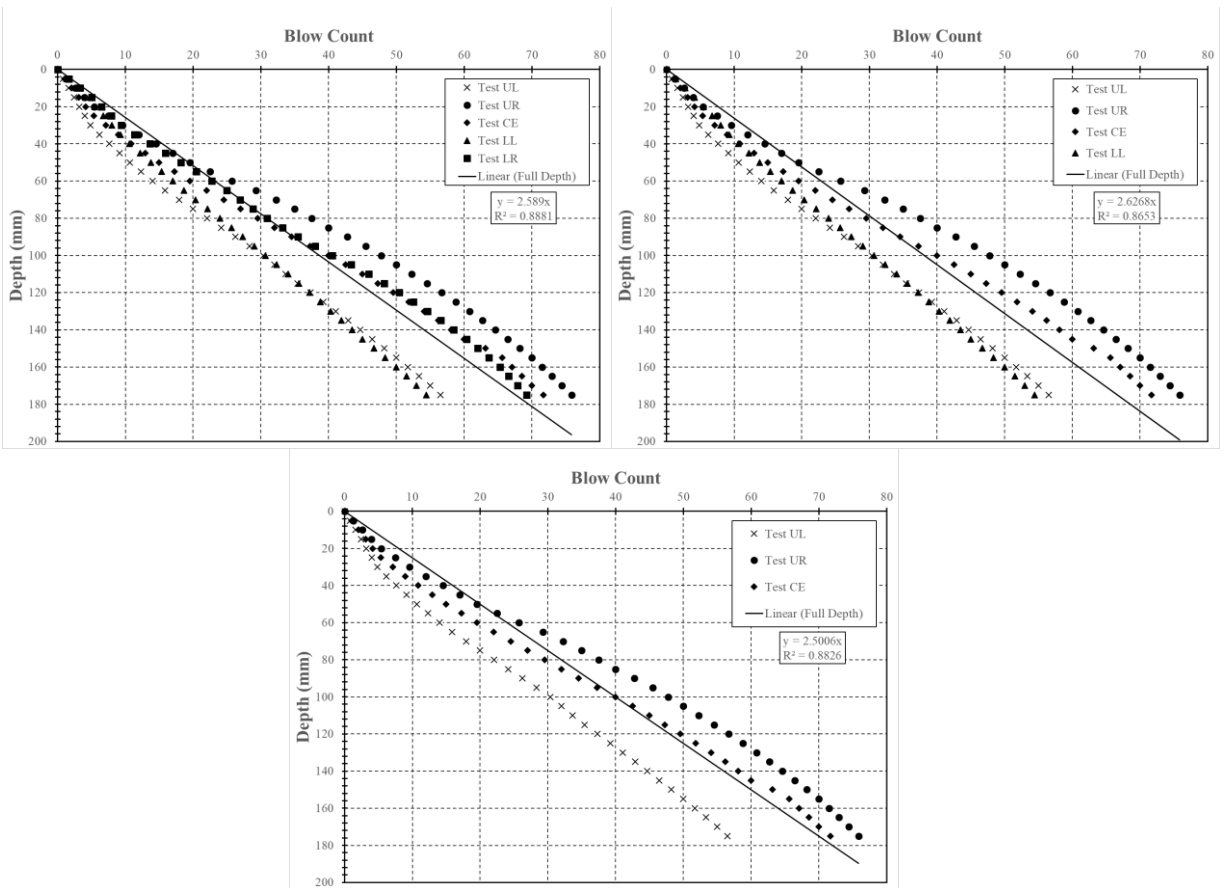 Blow Count
0 10 20 30 40 50 60 70 80
0
20
40
60
80
100
120
140
160
180
200
Depth (mm)
Test UL
Test UR
Test CE
Test LL
Test LR
Linear (Full Depth)
y = 2.589x
R² = 0.8881
Blow Count
0 10 20 30 40 50 60 70 80
0
20
40
60
80
100
120
140
160
180
200
Depth (mm)
Test UL
Test UR
Test CE
Test LL
Linear (Full Depth)
y = 2.6268x
R² = 0.8653
Blow Count
0 10 20 30 40 50 60 70 80
0
20
40
60
80
100
120
140
160
180
200
Depth (mm)
Test UL
Test UR
Test CE
Linear (Full Depth)
y = 2.5006x
R² = 0.8826